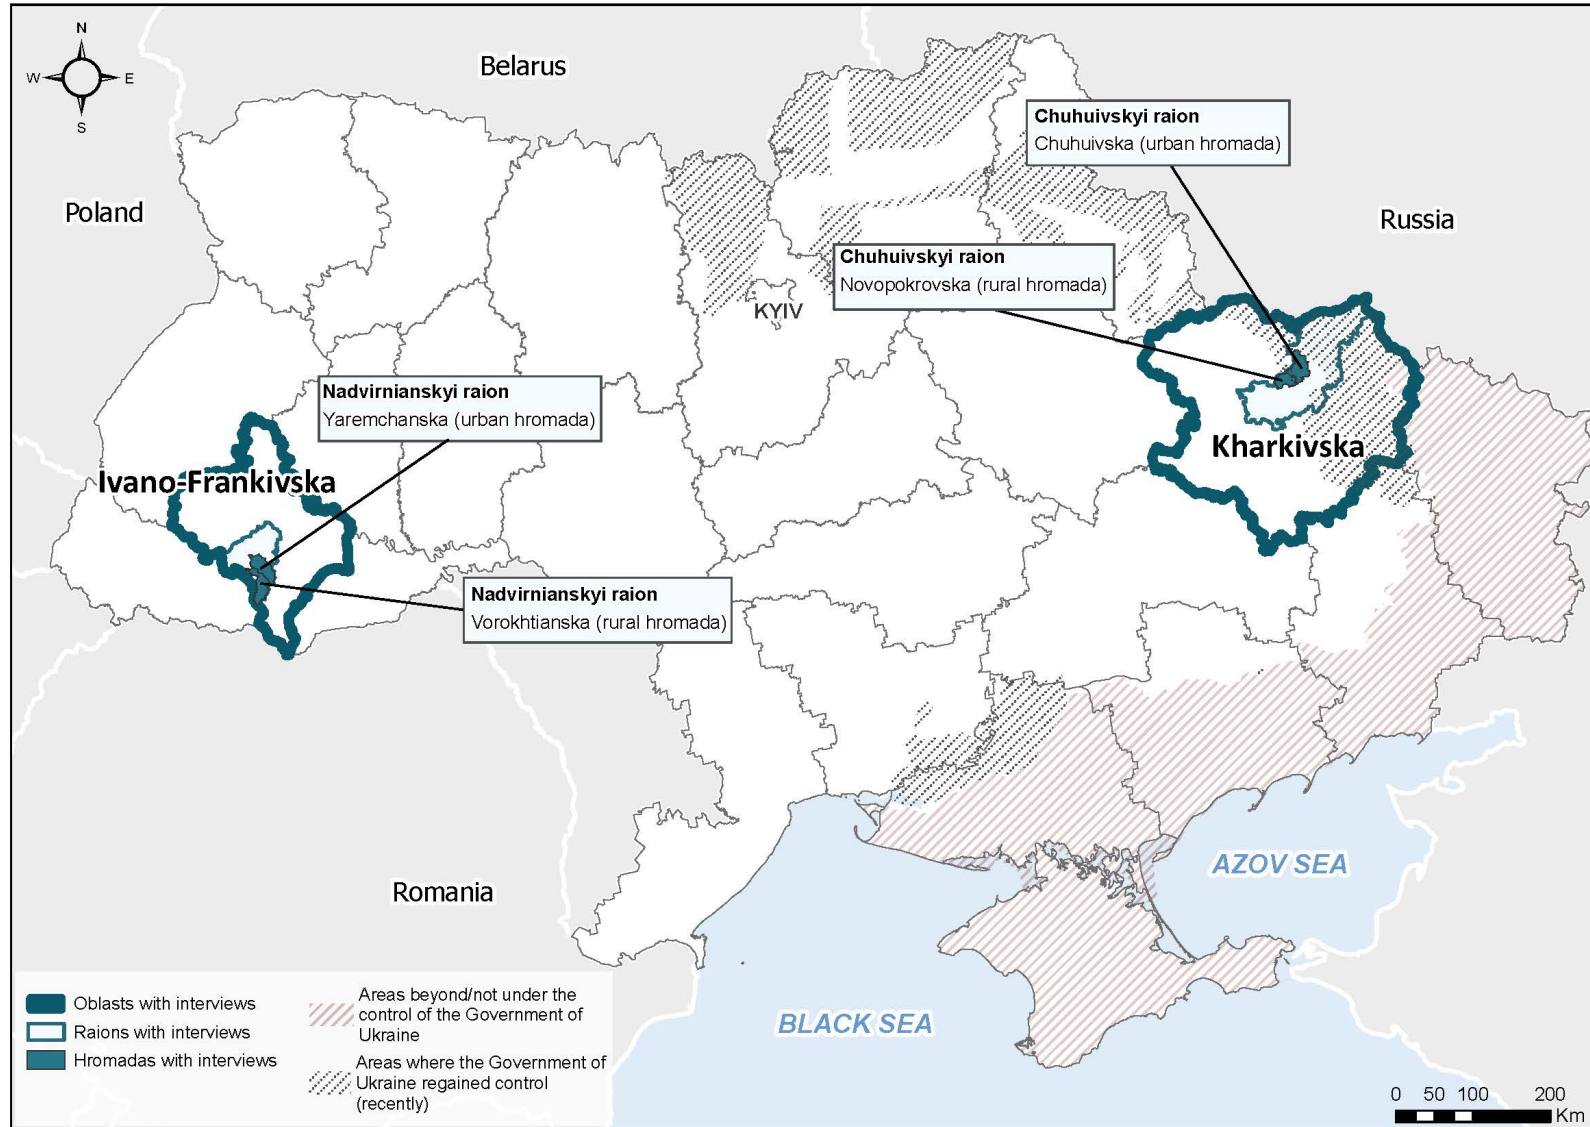 N
W
E
S
Belarus
Poland
Russia
Chuhuivskyi raion
Chuhuivska (urban hromada)
Chuhuivskyi raion
Novopokrovska (rural hromada)
KYIV
Nadvirnianskyi raion
Yaremchanska (urban hromada)
Kharkivska
Ivano-Frankivska
Nadvirnianskyi raion
Vorokhtianska (rural hromada)
Romania
AZOV SEA
BLACK SEA
Oblasts with interviews
Raions with interviews
Hromadas with interviews
Areas beyond/not under the
control of the Government of
Ukraine
Areas where the Government of
Ukraine regained control
(recently)
0 50 100 200
Km